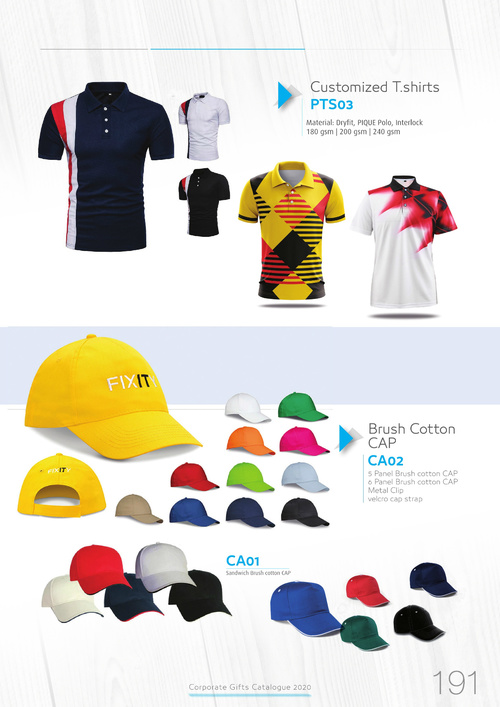 Customized T.shirts
PTS03
Material: Dryfit, PIQUE Polo, Interlock
180 gsm | 200 gsm | 240 gsm
FIXIT
Brush Cotton
CAP
CA02
5 Panel Brush cotton CAP
6 Panel Brush cotton CAP
Metal Clip
velcro cap strap
FIXIT
CA01
Sandwich Brush cotton CAP
Corporate Gifts Catalogue 2020
191